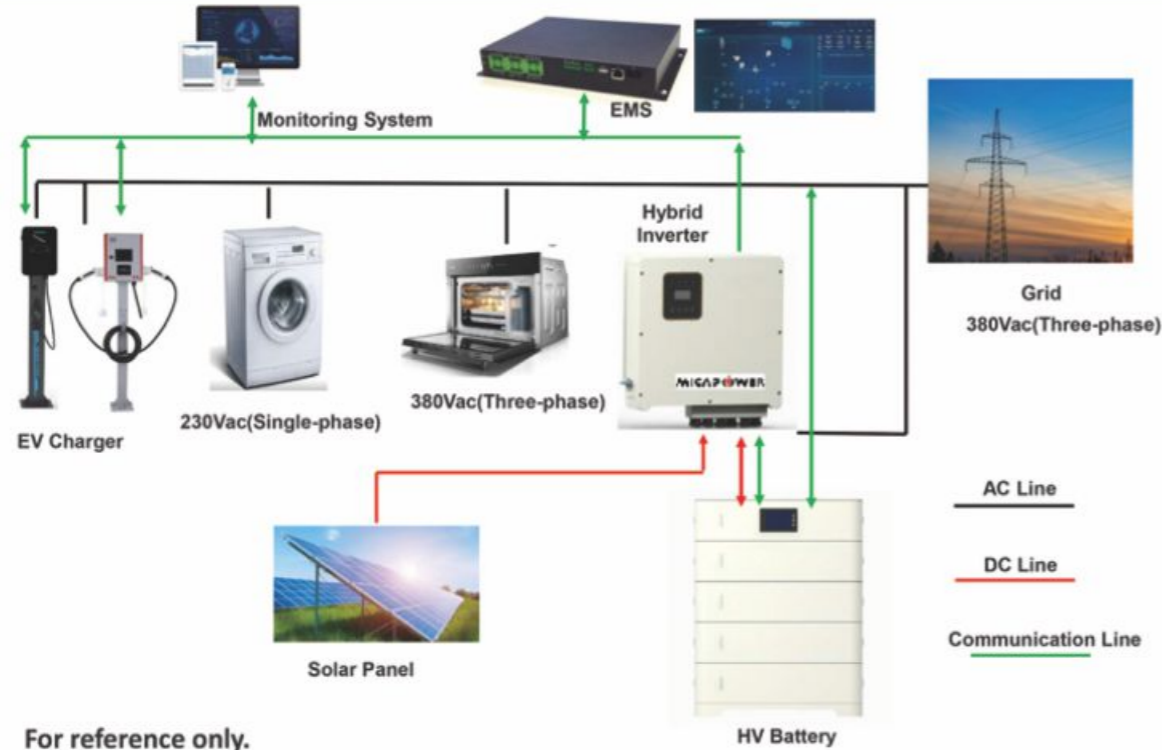 Monitoring System
EMS
Hybrid
Inverter
Grid
380Vac(Three-phase)
MICAPOWER
EV Charger
230Vac(Single-phase)
380Vac(Three-phase)
AC Line
DC Line
Communication Line
Solar Panel
HV Battery
For reference only.